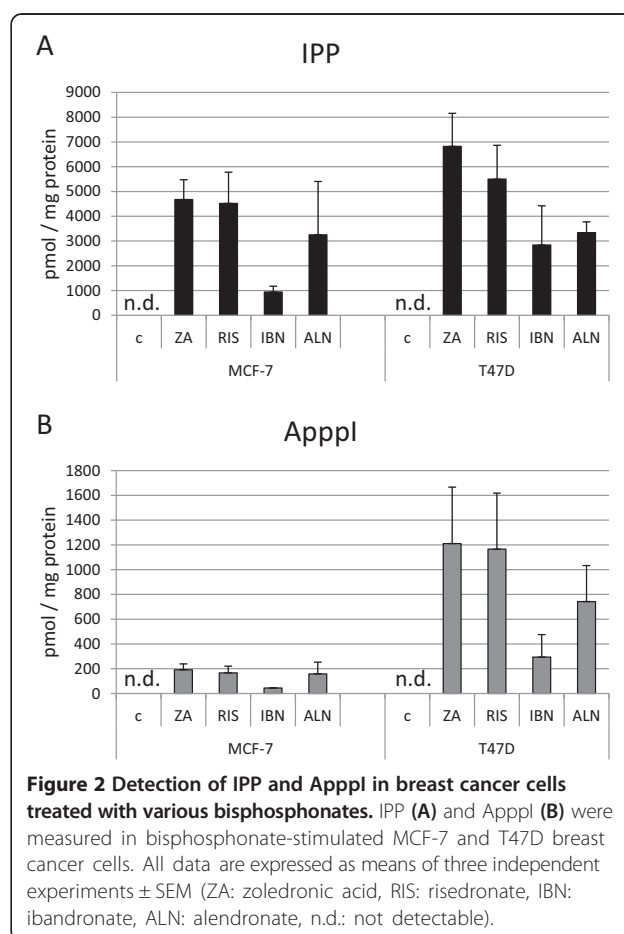 A
IPP
pmol / mg protein
9000
8000
7000
6000
5000
4000
3000
2000
1000
0
n.d.
n.d.
c ZA RIS IBN ALN c ZA RIS IBN ALN
MCF-7 T47D
B
ApppI
pmol / mg protein
1800
1600
1400
1200
1000
800
600
400
200
0
n.d.
n.d.
c ZA RIS IBN ALN c ZA RIS IBN ALN
MCF-7 T47D
Figure 2 Detection of IPP and ApppI in breast cancer cells
treated with various bisphosphonates. IPP (A) and ApppI (B) were
measured in bisphosphonate-stimulated MCF-7 and T47D breast
cancer cells. All data are expressed as means of three independent
experiments ± SEM (ZA: zoledronic acid, RIS: risedronate, IBN:
ibandronate, ALN: alendronate, n.d.: not detectable).